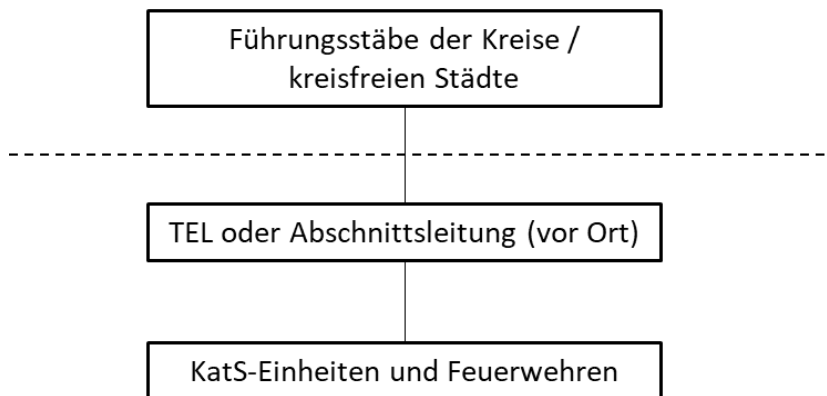 Führungsstäbe der Kreise /
kreisfreien Städte
TEL oder Abschnittsleitung (vor Ort)
KatS-Einheiten und Feuerwehren